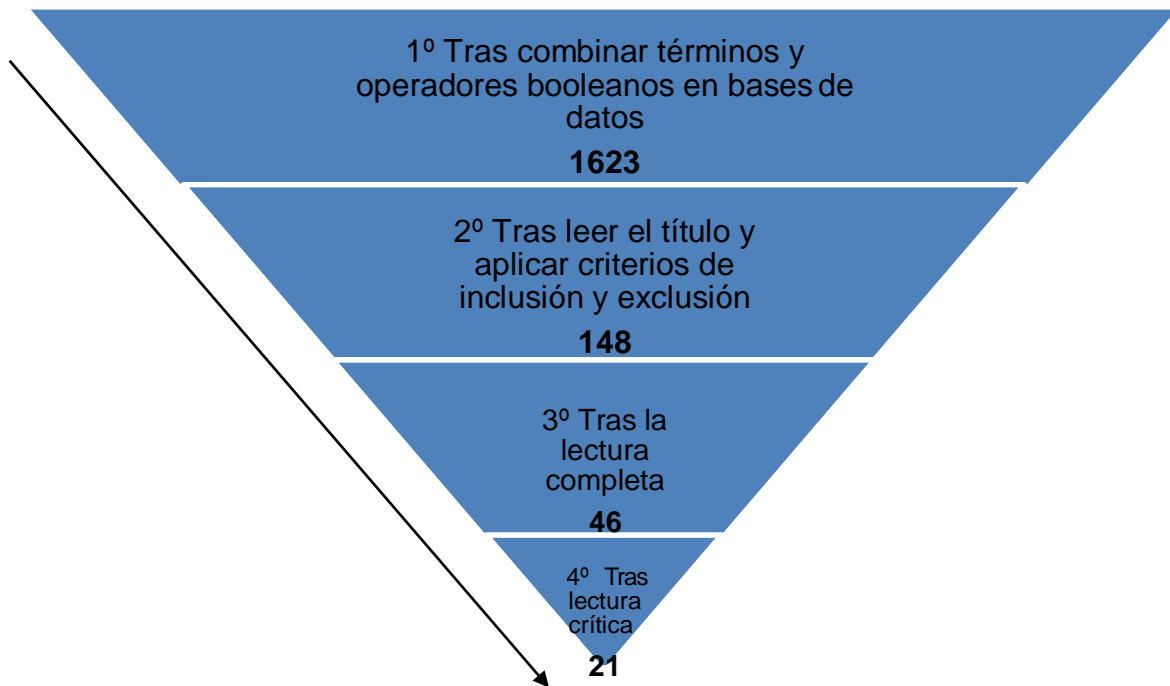 1º Tras combinar términos y
operadores booleanos en bases de
datos
1623
2º Tras leer el título y
aplicar criterios de
inclusión y exclusión
148
3º Tras la
lectura
completa
46
4º Tras
lectura
crítica
21